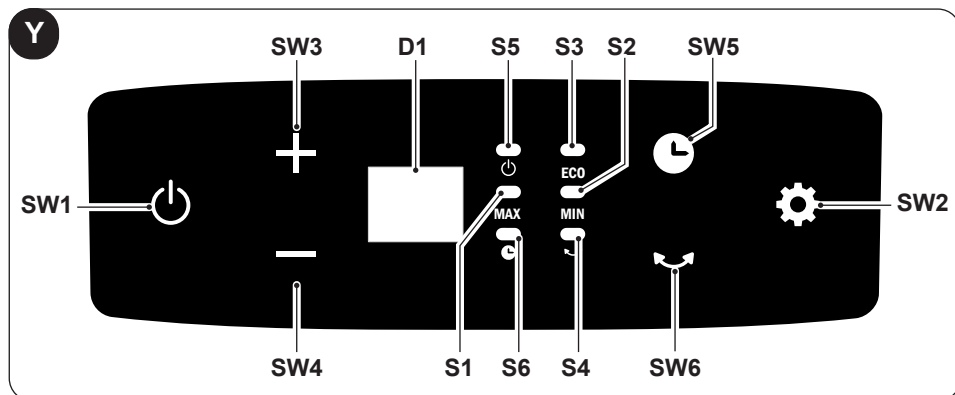 Y
SW3 D1 S5 S3 S2 SW5
ECO
SW1 SW2
MAX MIN
SW4 S1 S6 S4 SW6